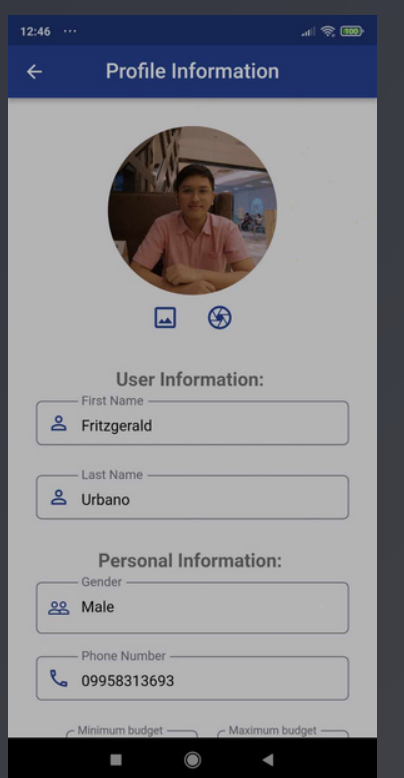 12:46 ...
100
Profile Information
User Information:
First Name
Fritzgerald
Last Name
Urbano
Personal Information:
Gender
Male
Phone Number
09958313693
Minimum budget Maximum budget